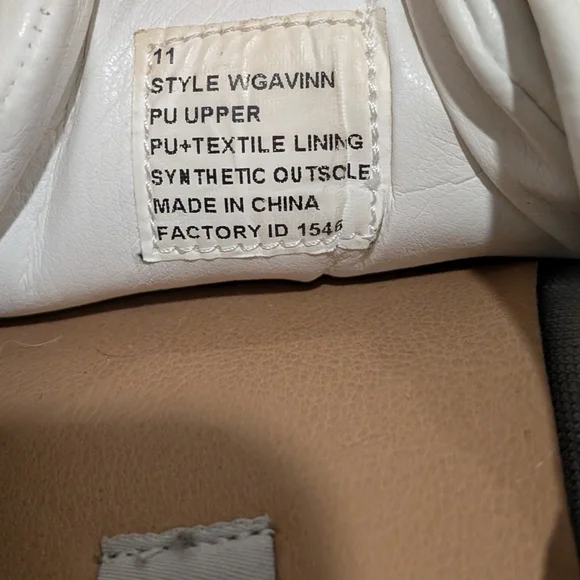 11
STYLE WGAVINN
PU UPPER
PU+TEXTILE LINING
SYNTHETIC OUTSOLE
MADE IN CHINA
FACTORY ID 1546